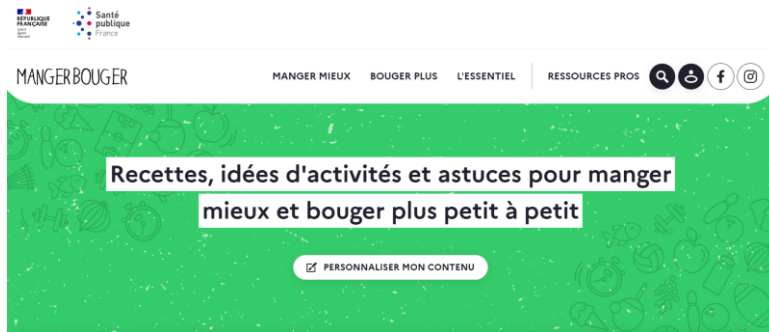 RÉPUBLIQUE
FRANÇAISE
Santé
publique
France
MANGERBOUGER
MANGER MIEUX BOUGER PLUS L'ESSENTIEL RESSOURCES PROS
Recettes, idées d'activités et astuces pour manger
mieux et bouger plus petit à petit
PERSONNALISER MON CONTENU